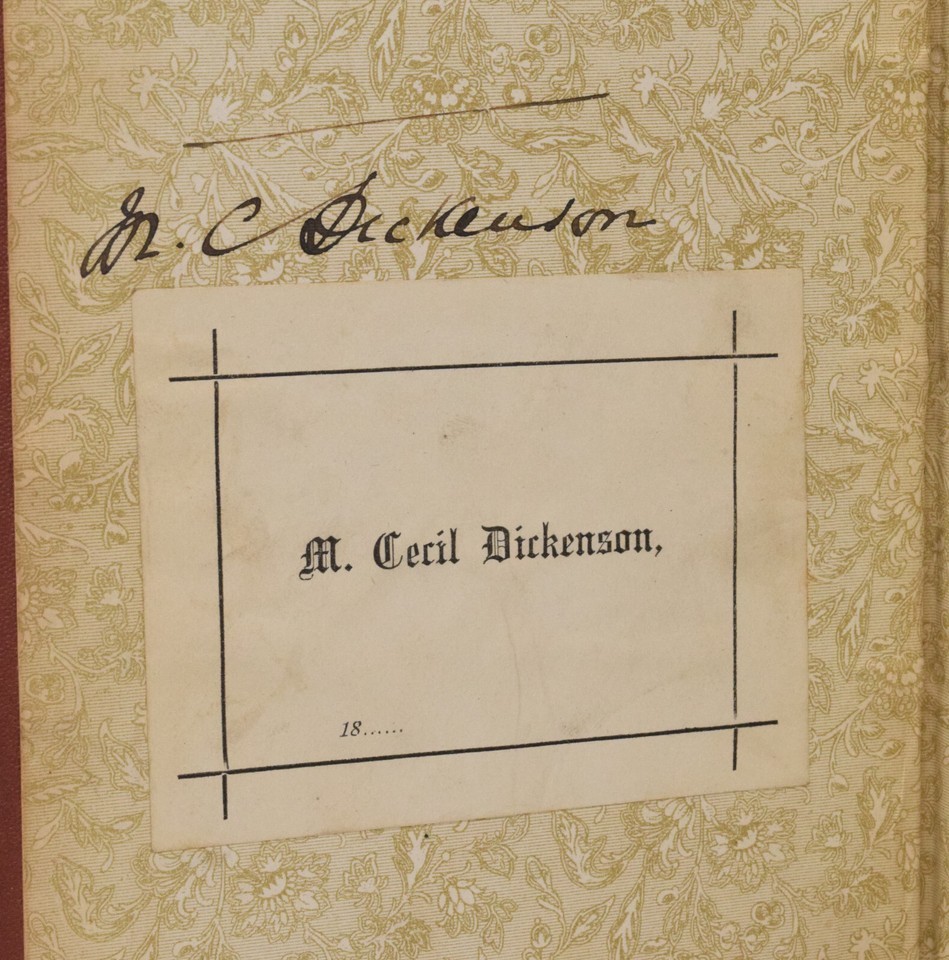 M. C Dickenson
M. Cecil Dickenson,
18......